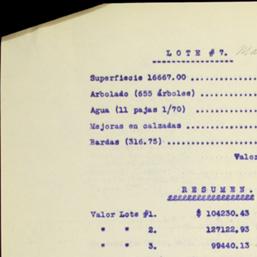 LOTE # 7.
Superficie 16667.00 ............
Arbolado (655 árboles) ..........
Agua (11 pajas 1/70) ..........
Mejoras en calzadas ............
Bardas (316.75) ...............
Valor
RESUMEN.
Valor Lote #1. $ 104230.43
" " 2. 127122.93
" " 3. 99440.13